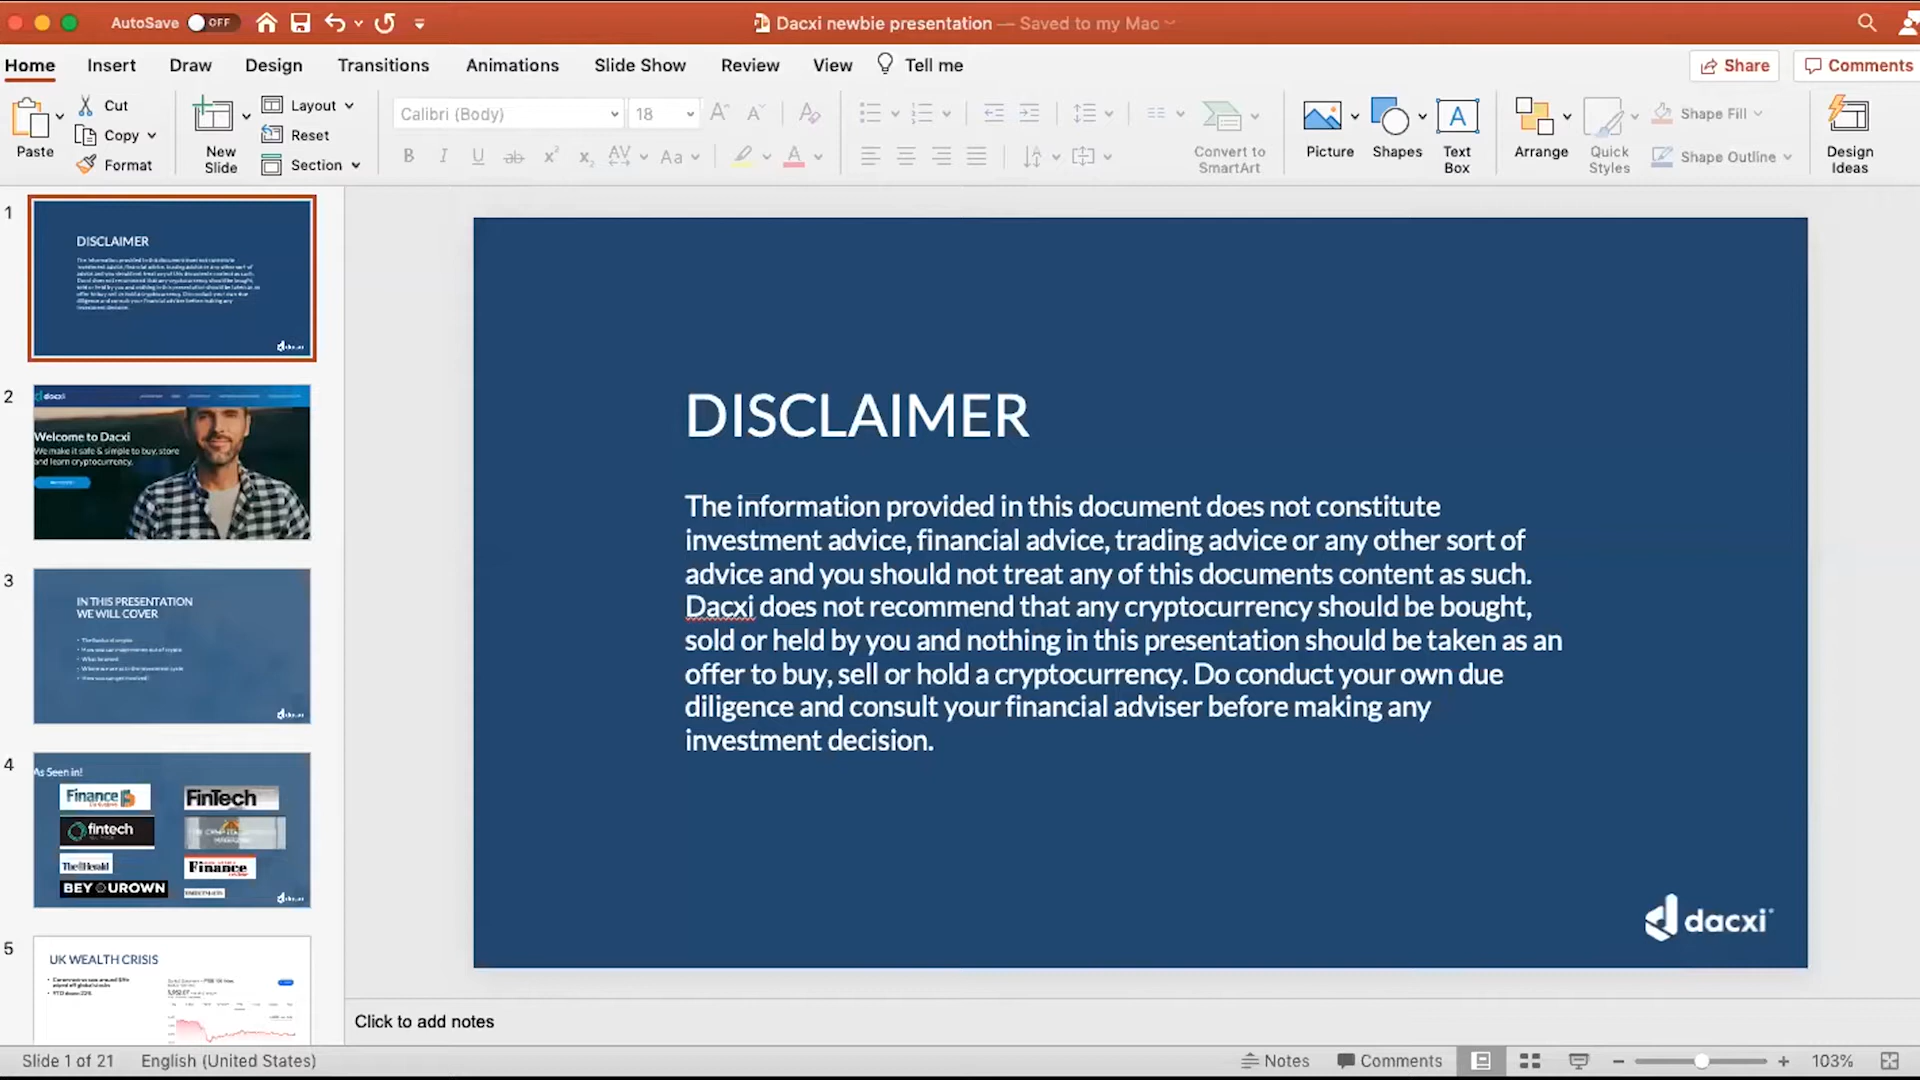 AutoSave OFF
Dacxi newbie presentation — Saved to my Mac
Home Insert Draw Design Transitions Animations Slide Show Review View Tell me
Share Comments
Paste
Cut
Copy
Format
New
Slide
Layout
Reset
Section
Calibri (Body) 18
Convert to
SmartArt
Picture
Shapes
Text
Box
Arrange
Quick
Styles
Shape Fill
Shape Outline
Design
Ideas
1
DISCLAIMER
2
dacxi
Welcome to Dacxi
We make it safe & simple to buy, store
and learn cryptocurrency.
3
IN THIS PRESENTATION
WE WILL COVER
4
As Seen in!
Finance
FinTech
fintech
The Herald
Finance
BEY UROWN
5
UK WEALTH CRISIS
DISCLAIMER
The information provided in this document does not constitute
investment advice, financial advice, trading advice or any other sort of
advice and you should not treat any of this documents content as such.
Dacxi does not recommend that any cryptocurrency should be bought,
sold or held by you and nothing in this presentation should be taken as an
offer to buy, sell or hold a cryptocurrency. Do conduct your own due
diligence and consult your financial adviser before making any
investment decision.
dacxi
Click to add notes
Slide 1 of 21 English (United States)
Notes Comments 103%